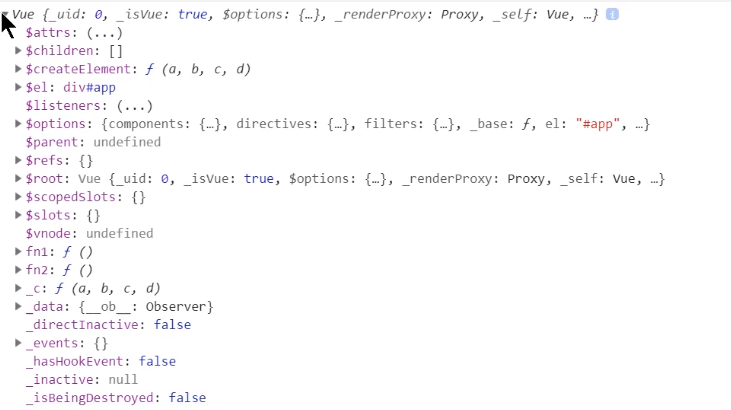 Vue {_uid: 0, _isVue: true, $options: {…}, _renderProxy: Proxy, _self: Vue, …} i
$attrs: (...)
$children: []
$createElement: ƒ (a, b, c, d)
$el: div#app
$listeners: (...)
$options: {components: {…}, directives: {…}, filters: {…}, _base: ƒ, el: "#app", …}
$parent: undefined
$refs: {}
$root: Vue {_uid: 0, _isVue: true, $options: {…}, _renderProxy: Proxy, _self: Vue, …}
$scopedSlots: {}
$slots: {}
$vnode: undefined
fn1: ƒ ()
fn2: ƒ ()
_c: ƒ (a, b, c, d)
_data: {__ob__: Observer}
_directInactive: false
_events: {}
_hasHookEvent: false
_inactive: null
_isBeingDestroyed: false